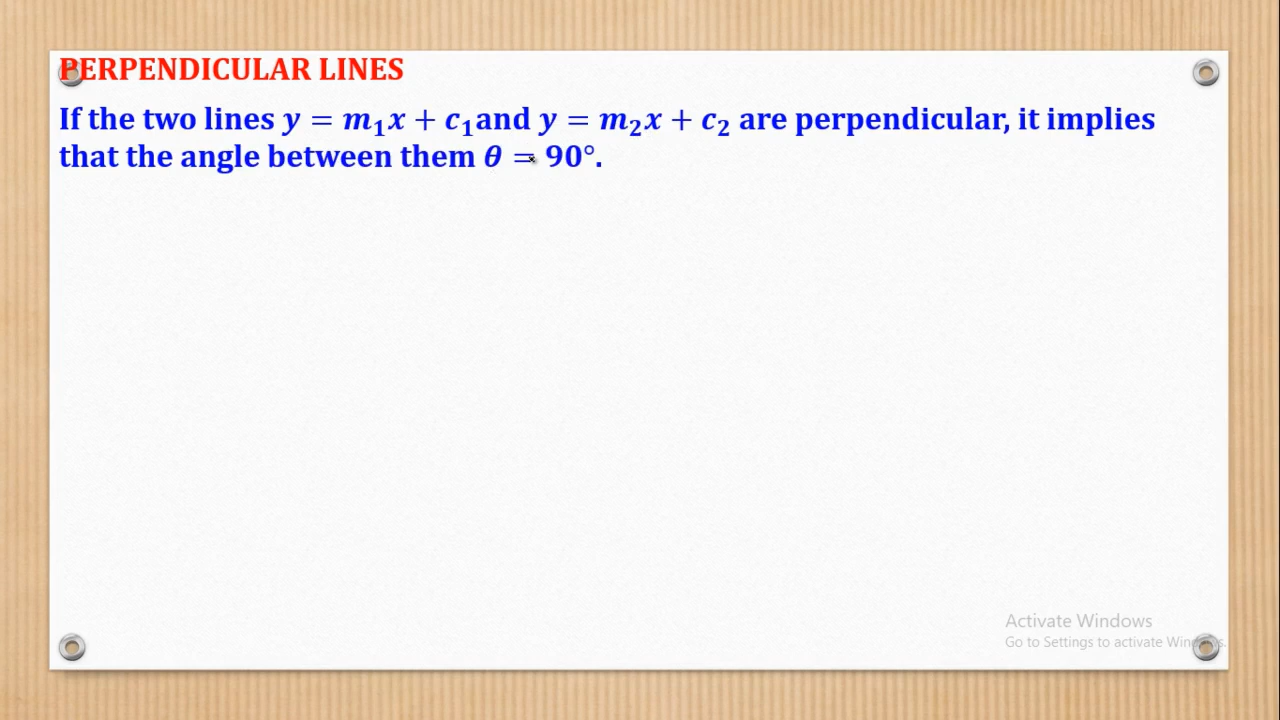 PERPENDICULAR LINES
If the two lines y = m₁x + c₁and y = m₂x + c₂ are perpendicular, it implies
that the angle between them θ = 90°.
Activate Windows
Go to Settings to activate Windows.